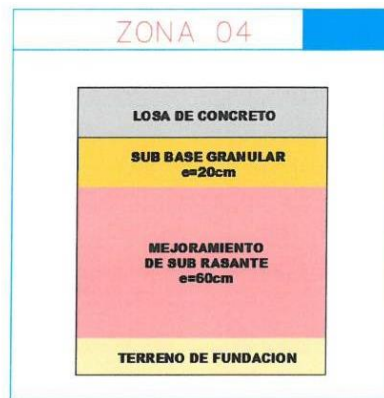 ZONA 04
LOSA DE CONCRETO
SUB BASE GRANULAR
e=20cm
MEJORAMIENTO
DE SUB RASANTE
e=60cm
TERRENO DE FUNDACION